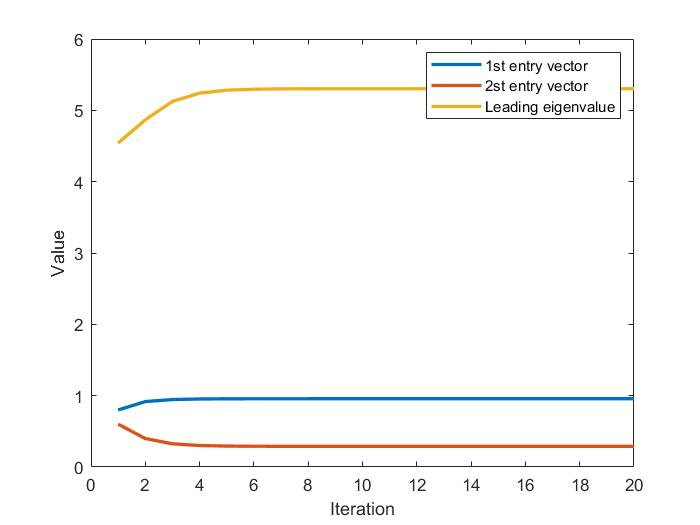 6
5
4
3
2
1
0
Value
0 2 4 6 8 10 12 14 16 18 20
Iteration
1st entry vector
2st entry vector
Leading eigenvalue